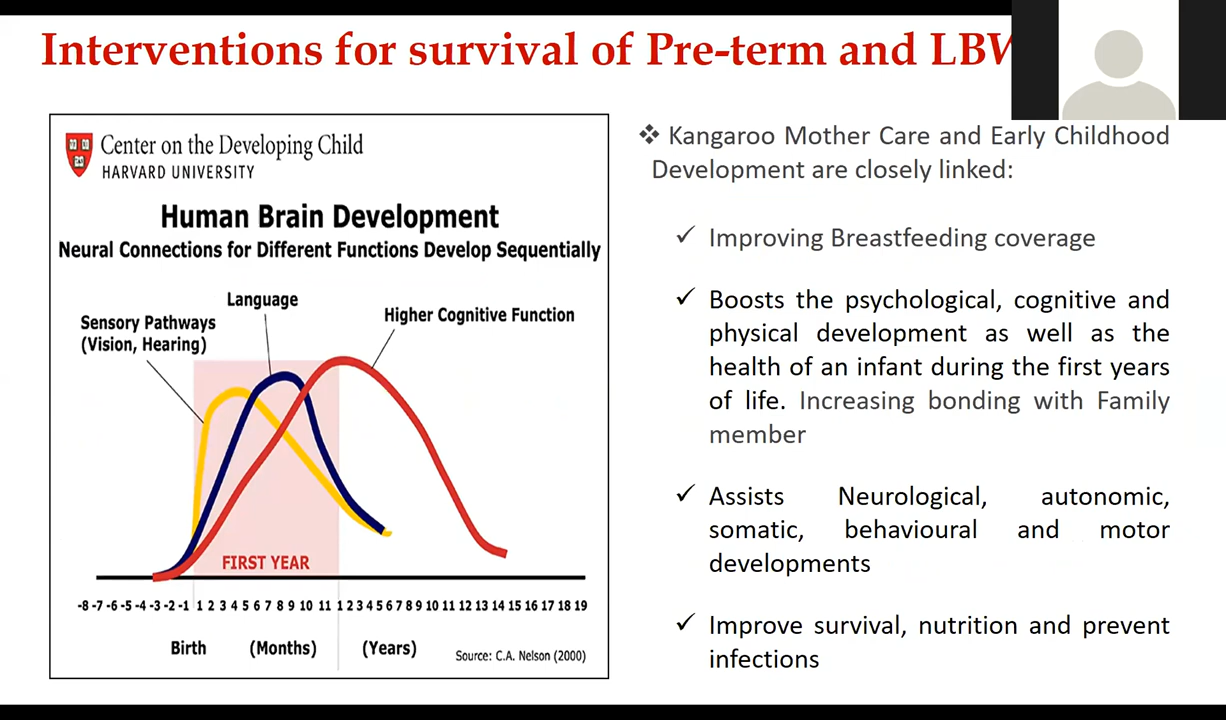 Interventions for survival of Pre-term and LBW
Center on the Developing Child
HARVARD UNIVERSITY
Human Brain Development
Neural Connections for Different Functions Develop Sequentially
Language
Sensory Pathways
(Vision, Hearing)
Higher Cognitive Function
FIRST YEAR
-8 -7 -6 -5 -4 -3 -2 -1 1 2 3 4 5 6 7 8 9 10 11 1 2 3 4 5 6 7 8 9 10 11 12 13 14 15 16 17 18 19
Birth (Months) (Years)
Source: C.A. Nelson (2000)
❖ Kangaroo Mother Care and Early Childhood
Development are closely linked:
✓ Improving Breastfeeding coverage
✓ Boosts the psychological, cognitive and
physical development as well as the
health of an infant during the first years
of life. Increasing bonding with Family
member
✓ Assists Neurological, autonomic,
somatic, behavioural and motor
developments
✓ Improve survival, nutrition and prevent
infections